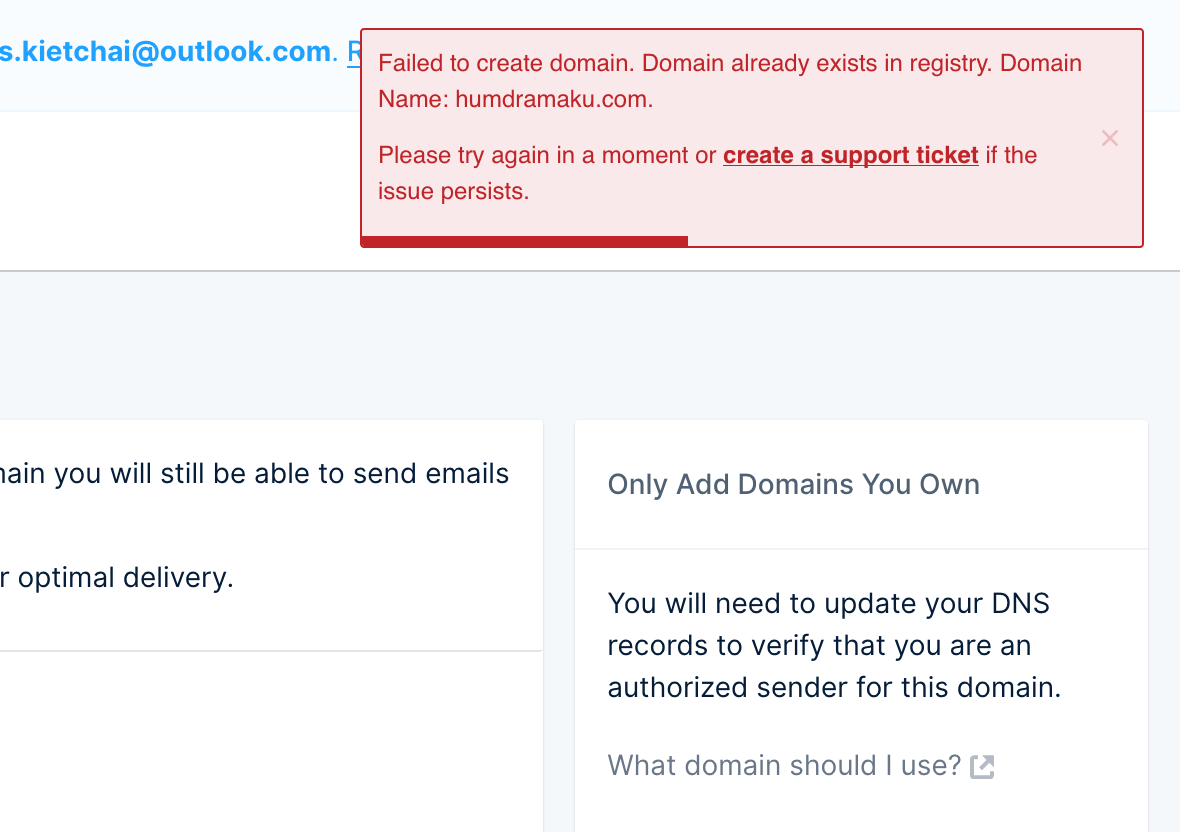 s.kietchai@outlook.com.
Failed to create domain. Domain already exists in registry. Domain
Name: humdramaku.com.
Please try again in a moment or create a support ticket if the
issue persists.
you will still be able to send emails
optimal delivery.
Only Add Domains You Own
You will need to update your DNS
records to verify that you are an
authorized sender for this domain.
What domain should I use?